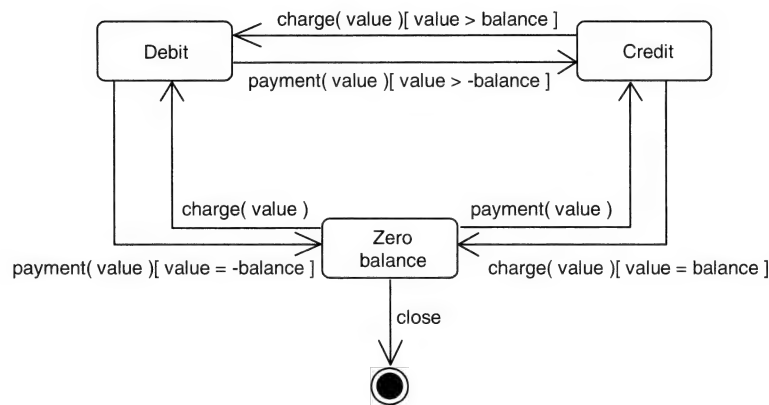 charge( value )[ value > balance ]
Debit
Credit
payment( value )[ value > -balance ]
charge( value )
payment( value )
Zero
balance
payment( value )[ value = -balance ]
charge( value )[ value = balance ]
close